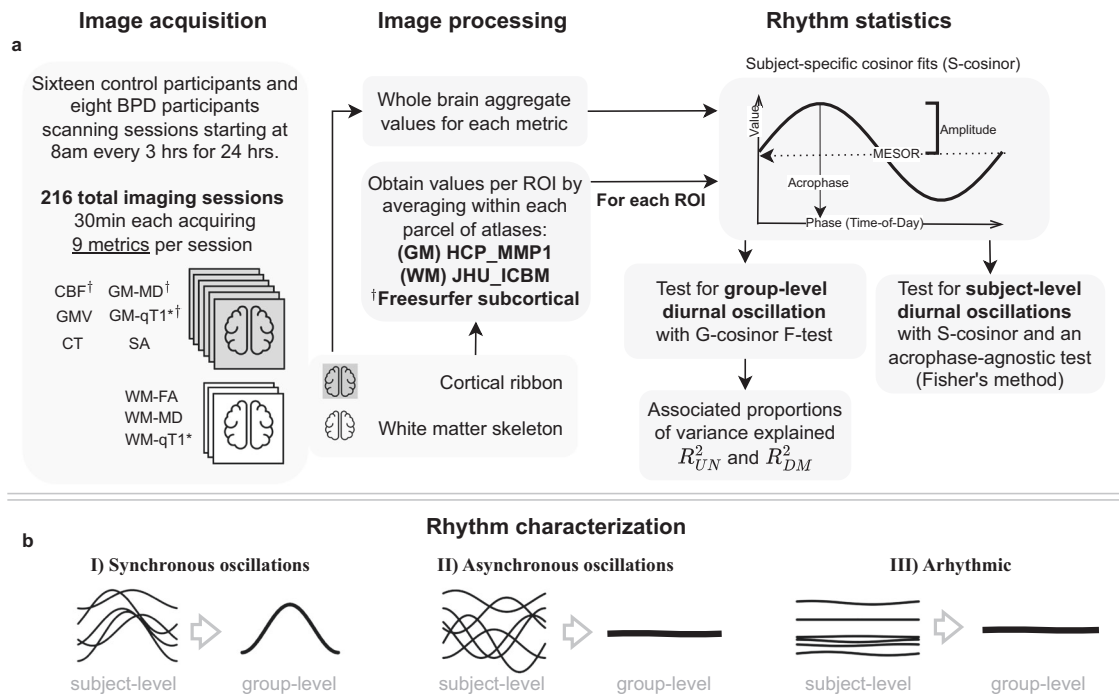 Image acquisition
Image processing
Rhythm statistics
a
Sixteen control participants and
eight BPD participants
scanning sessions starting at
8am every 3 hrs for 24 hrs.
216 total imaging sessions
30min each acquiring
9 metrics per session
CBF† GM-MD†
GMV GM-qT1*†
CT SA
WM-FA
WM-MD
WM-qT1*
Whole brain aggregate
values for each metric
Obtain values per ROI by
averaging within each
parcel of atlases:
(GM) HCP_MMP1
(WM) JHU_ICBM
†Freesurfer subcortical
Cortical ribbon
White matter skeleton
For each ROI
Subject-specific cosinor fits (S-cosinor)
Value
Amplitude
MESOR
Acrophase
Phase (Time-of-Day)
Test for group-level
diurnal oscillation
with G-cosinor F-test
Associated proportions
of variance explained
R²_UN and R²_DM
Test for subject-level
diurnal oscillations
with S-cosinor and an
acrophase-agnostic test
(Fisher's method)
Rhythm characterization
b
I) Synchronous oscillations
II) Asynchronous oscillations
III) Arhythmic
subject-level group-level
subject-level group-level
subject-level group-level